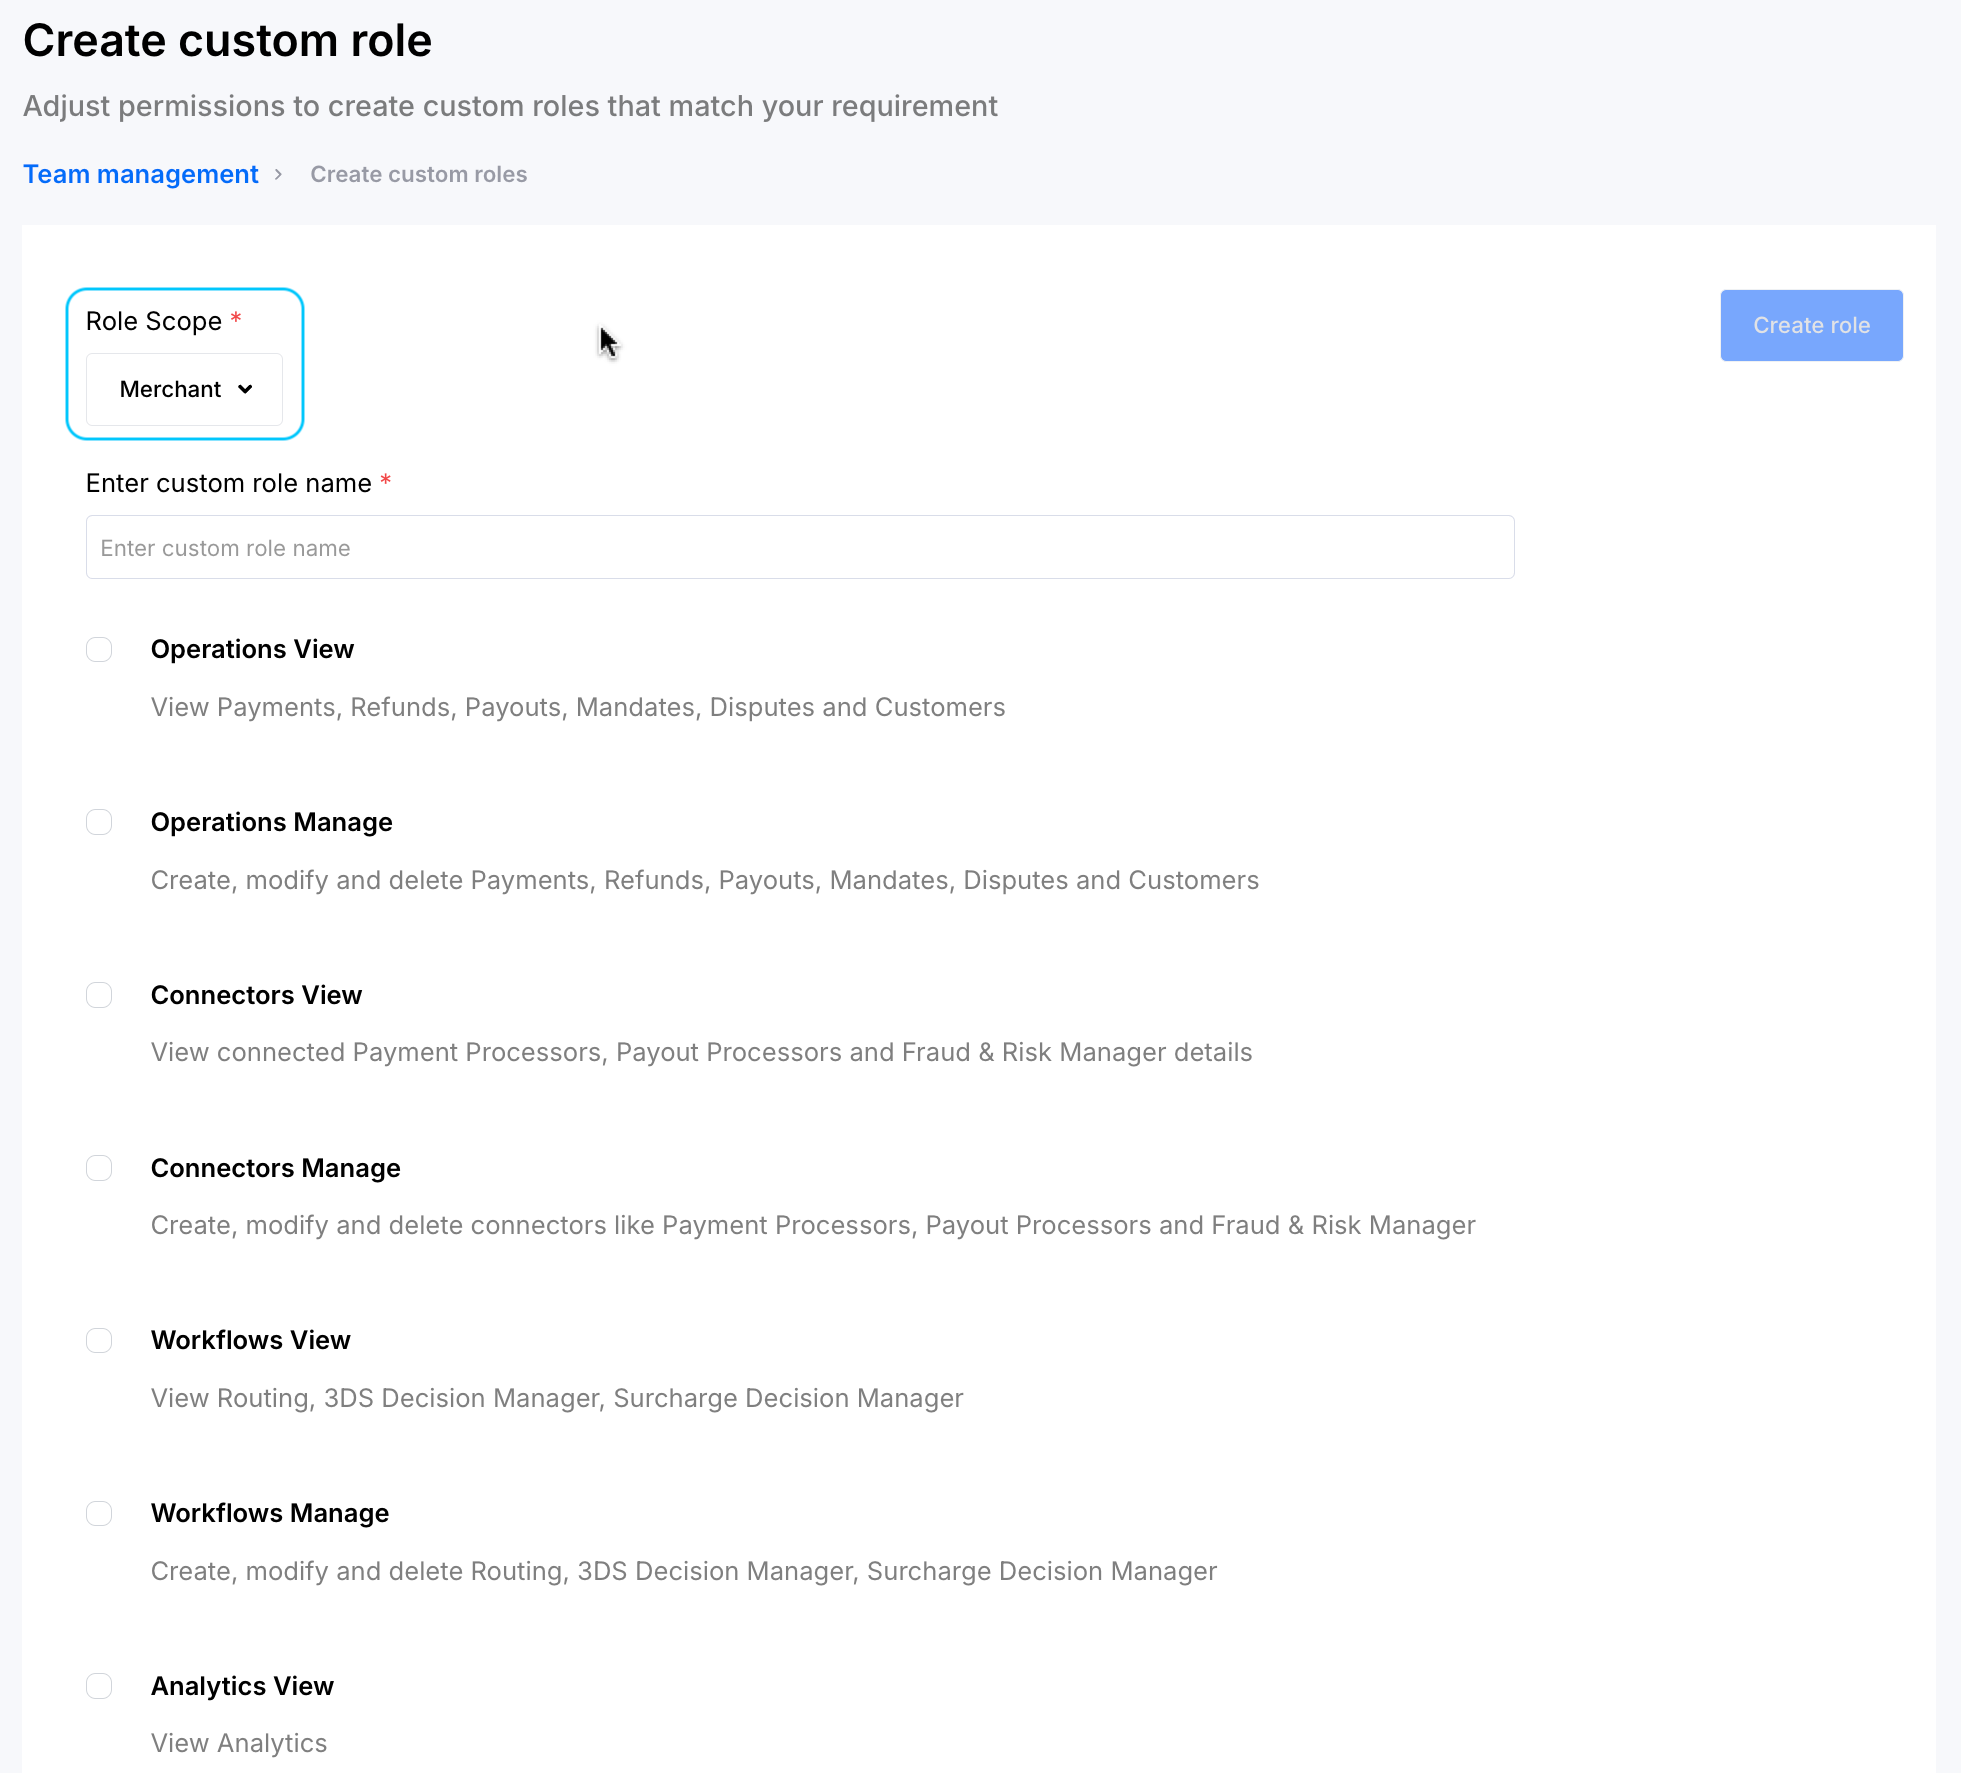 Create custom role
Adjust permissions to create custom roles that match your requirement
Team management › Create custom roles
Role Scope *
Create role
Merchant
Enter custom role name *
Enter custom role name
Operations View
View Payments, Refunds, Payouts, Mandates, Disputes and Customers
Operations Manage
Create, modify and delete Payments, Refunds, Payouts, Mandates, Disputes and Customers
Connectors View
View connected Payment Processors, Payout Processors and Fraud & Risk Manager details
Connectors Manage
Create, modify and delete connectors like Payment Processors, Payout Processors and Fraud & Risk Manager
Workflows View
View Routing, 3DS Decision Manager, Surcharge Decision Manager
Workflows Manage
Create, modify and delete Routing, 3DS Decision Manager, Surcharge Decision Manager
Analytics View
View Analytics